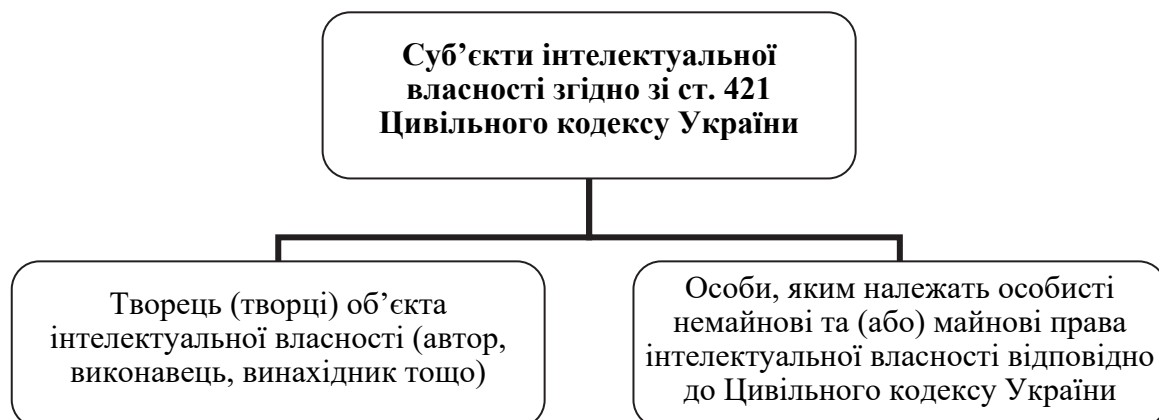 Суб’єкти інтелектуальної
власності згідно зі ст. 421
Цивільного кодексу України
Творець (творці) об’єкта
інтелектуальної власності (автор,
виконавець, винахідник тощо)
Особи, яким належать особисті
немайнові та (або) майнові права
інтелектуальної власності відповідно
до Цивільного кодексу України